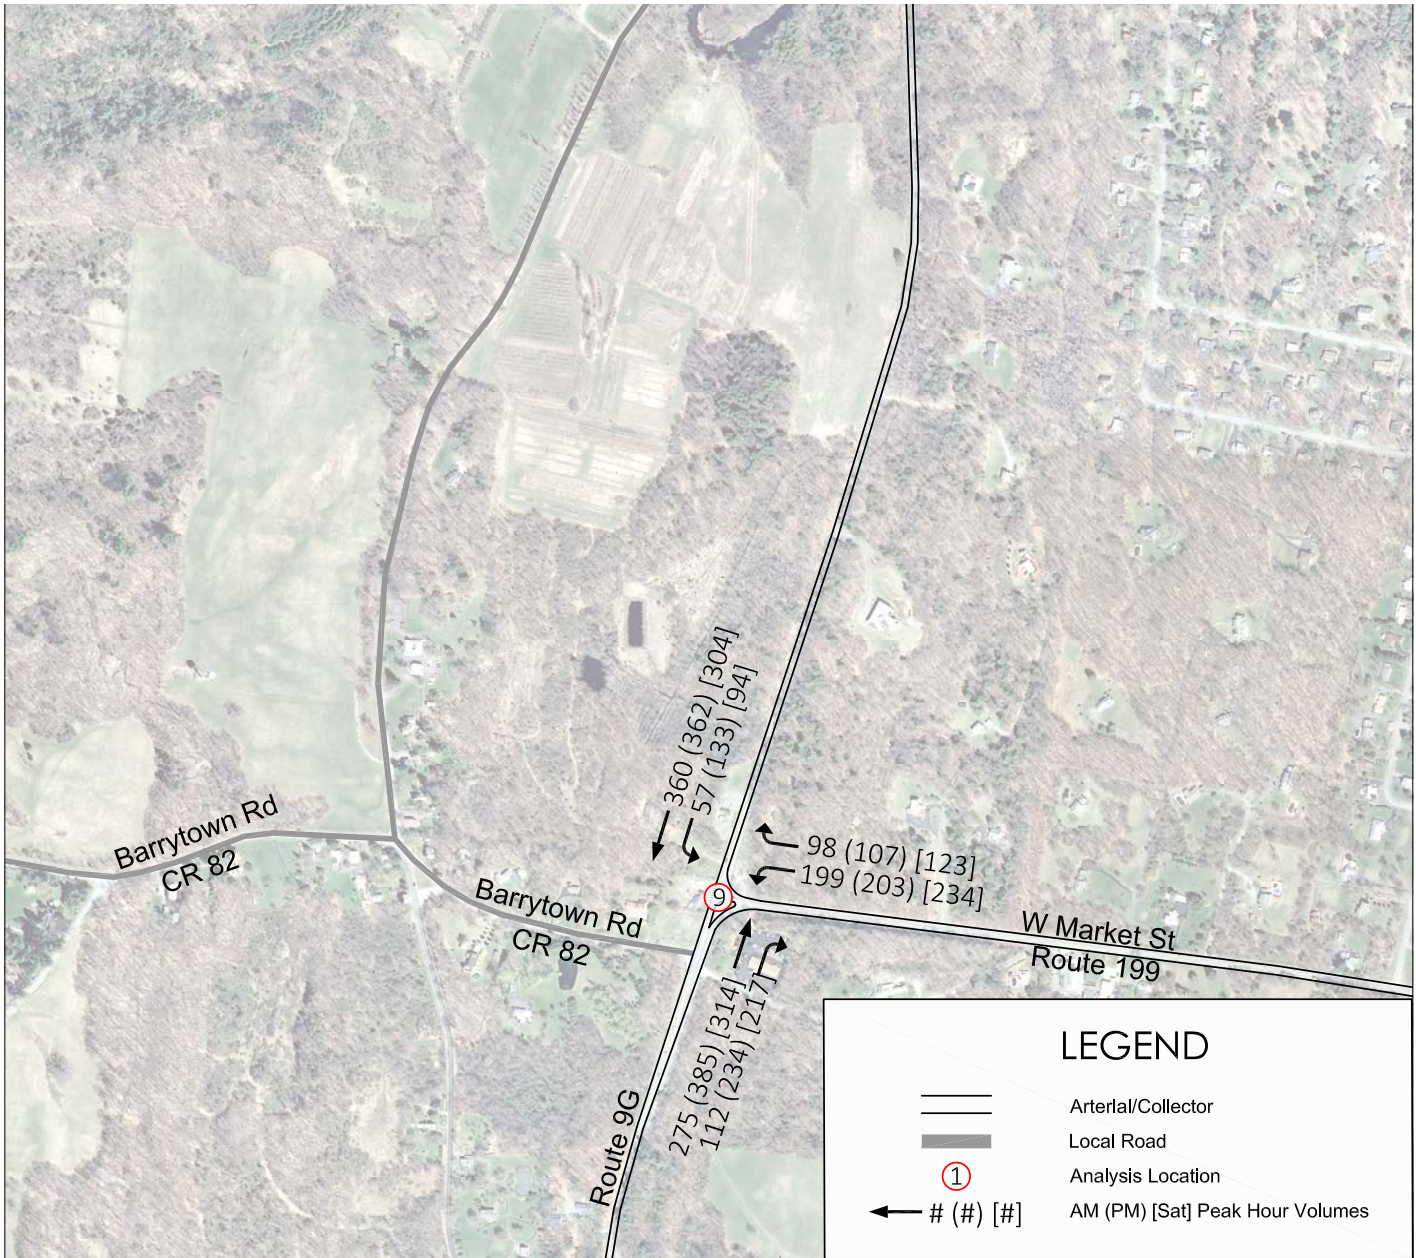 360 (362) [304]
57 (133) [94]
98 (107) [123]
199 (203) [234]
Barrytown Rd
CR 82
Barrytown Rd
CR 82
9
W Market St
Route 199
275 (385) [314]
112 (234) [217]
Route 9G
LEGEND
Arterial/Collector
Local Road
1 Analysis Location
# (#) [#] AM (PM) [Sat] Peak Hour Volumes